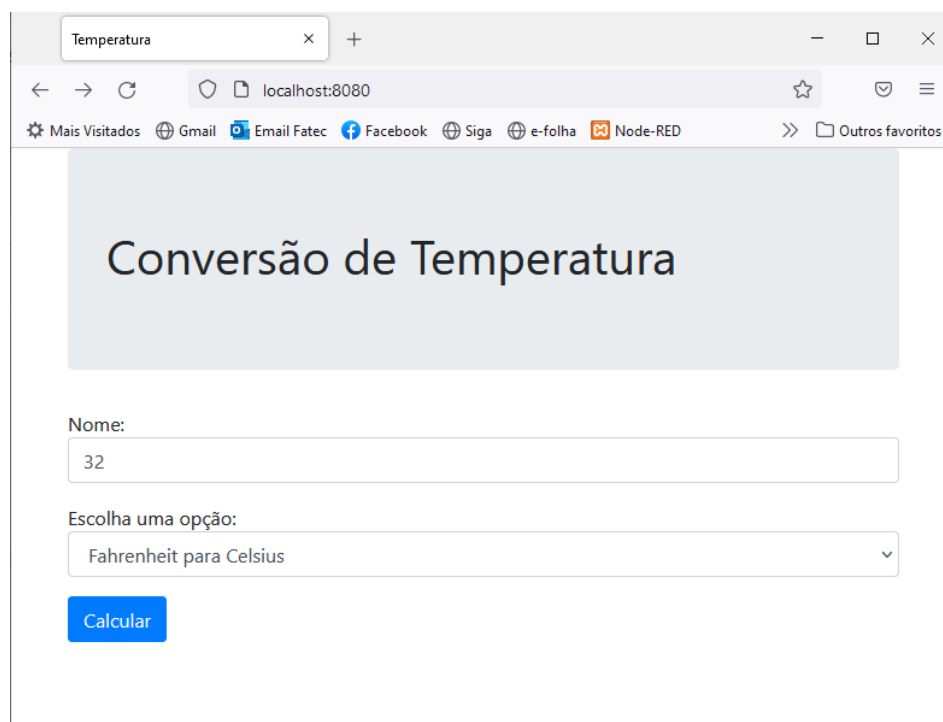 Temperatura
localhost:8080
Mais Visitados Gmail Email Fatec Facebook Siga e-folha Node-RED Outros favoritos
Conversão de Temperatura
Nome:
32
Escolha uma opção:
Fahrenheit para Celsius
Calcular